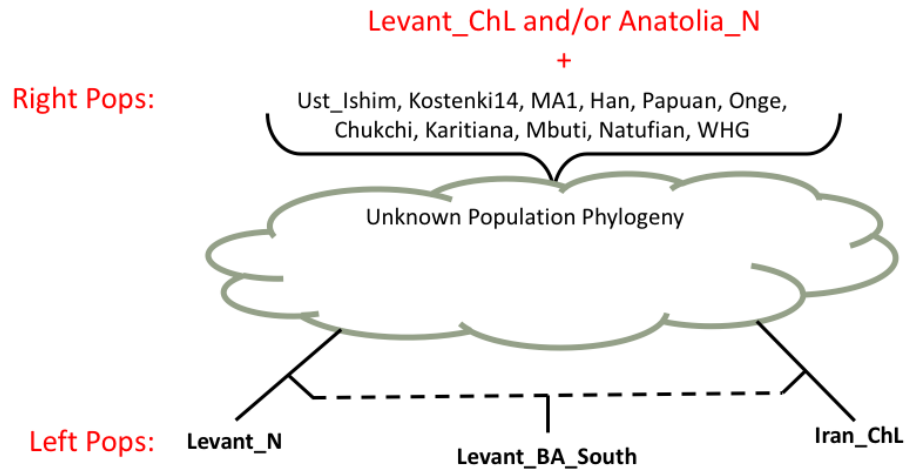 Levant_ChL and/or Anatolia_N
+
Right Pops:
Ust_Ishim, Kostenki14, MA1, Han, Papuan, Onge,
Chukchi, Karitiana, Mbuti, Natufian, WHG
Unknown Population Phylogeny
Left Pops:
Levant_N
Levant_BA_South
Iran_ChL